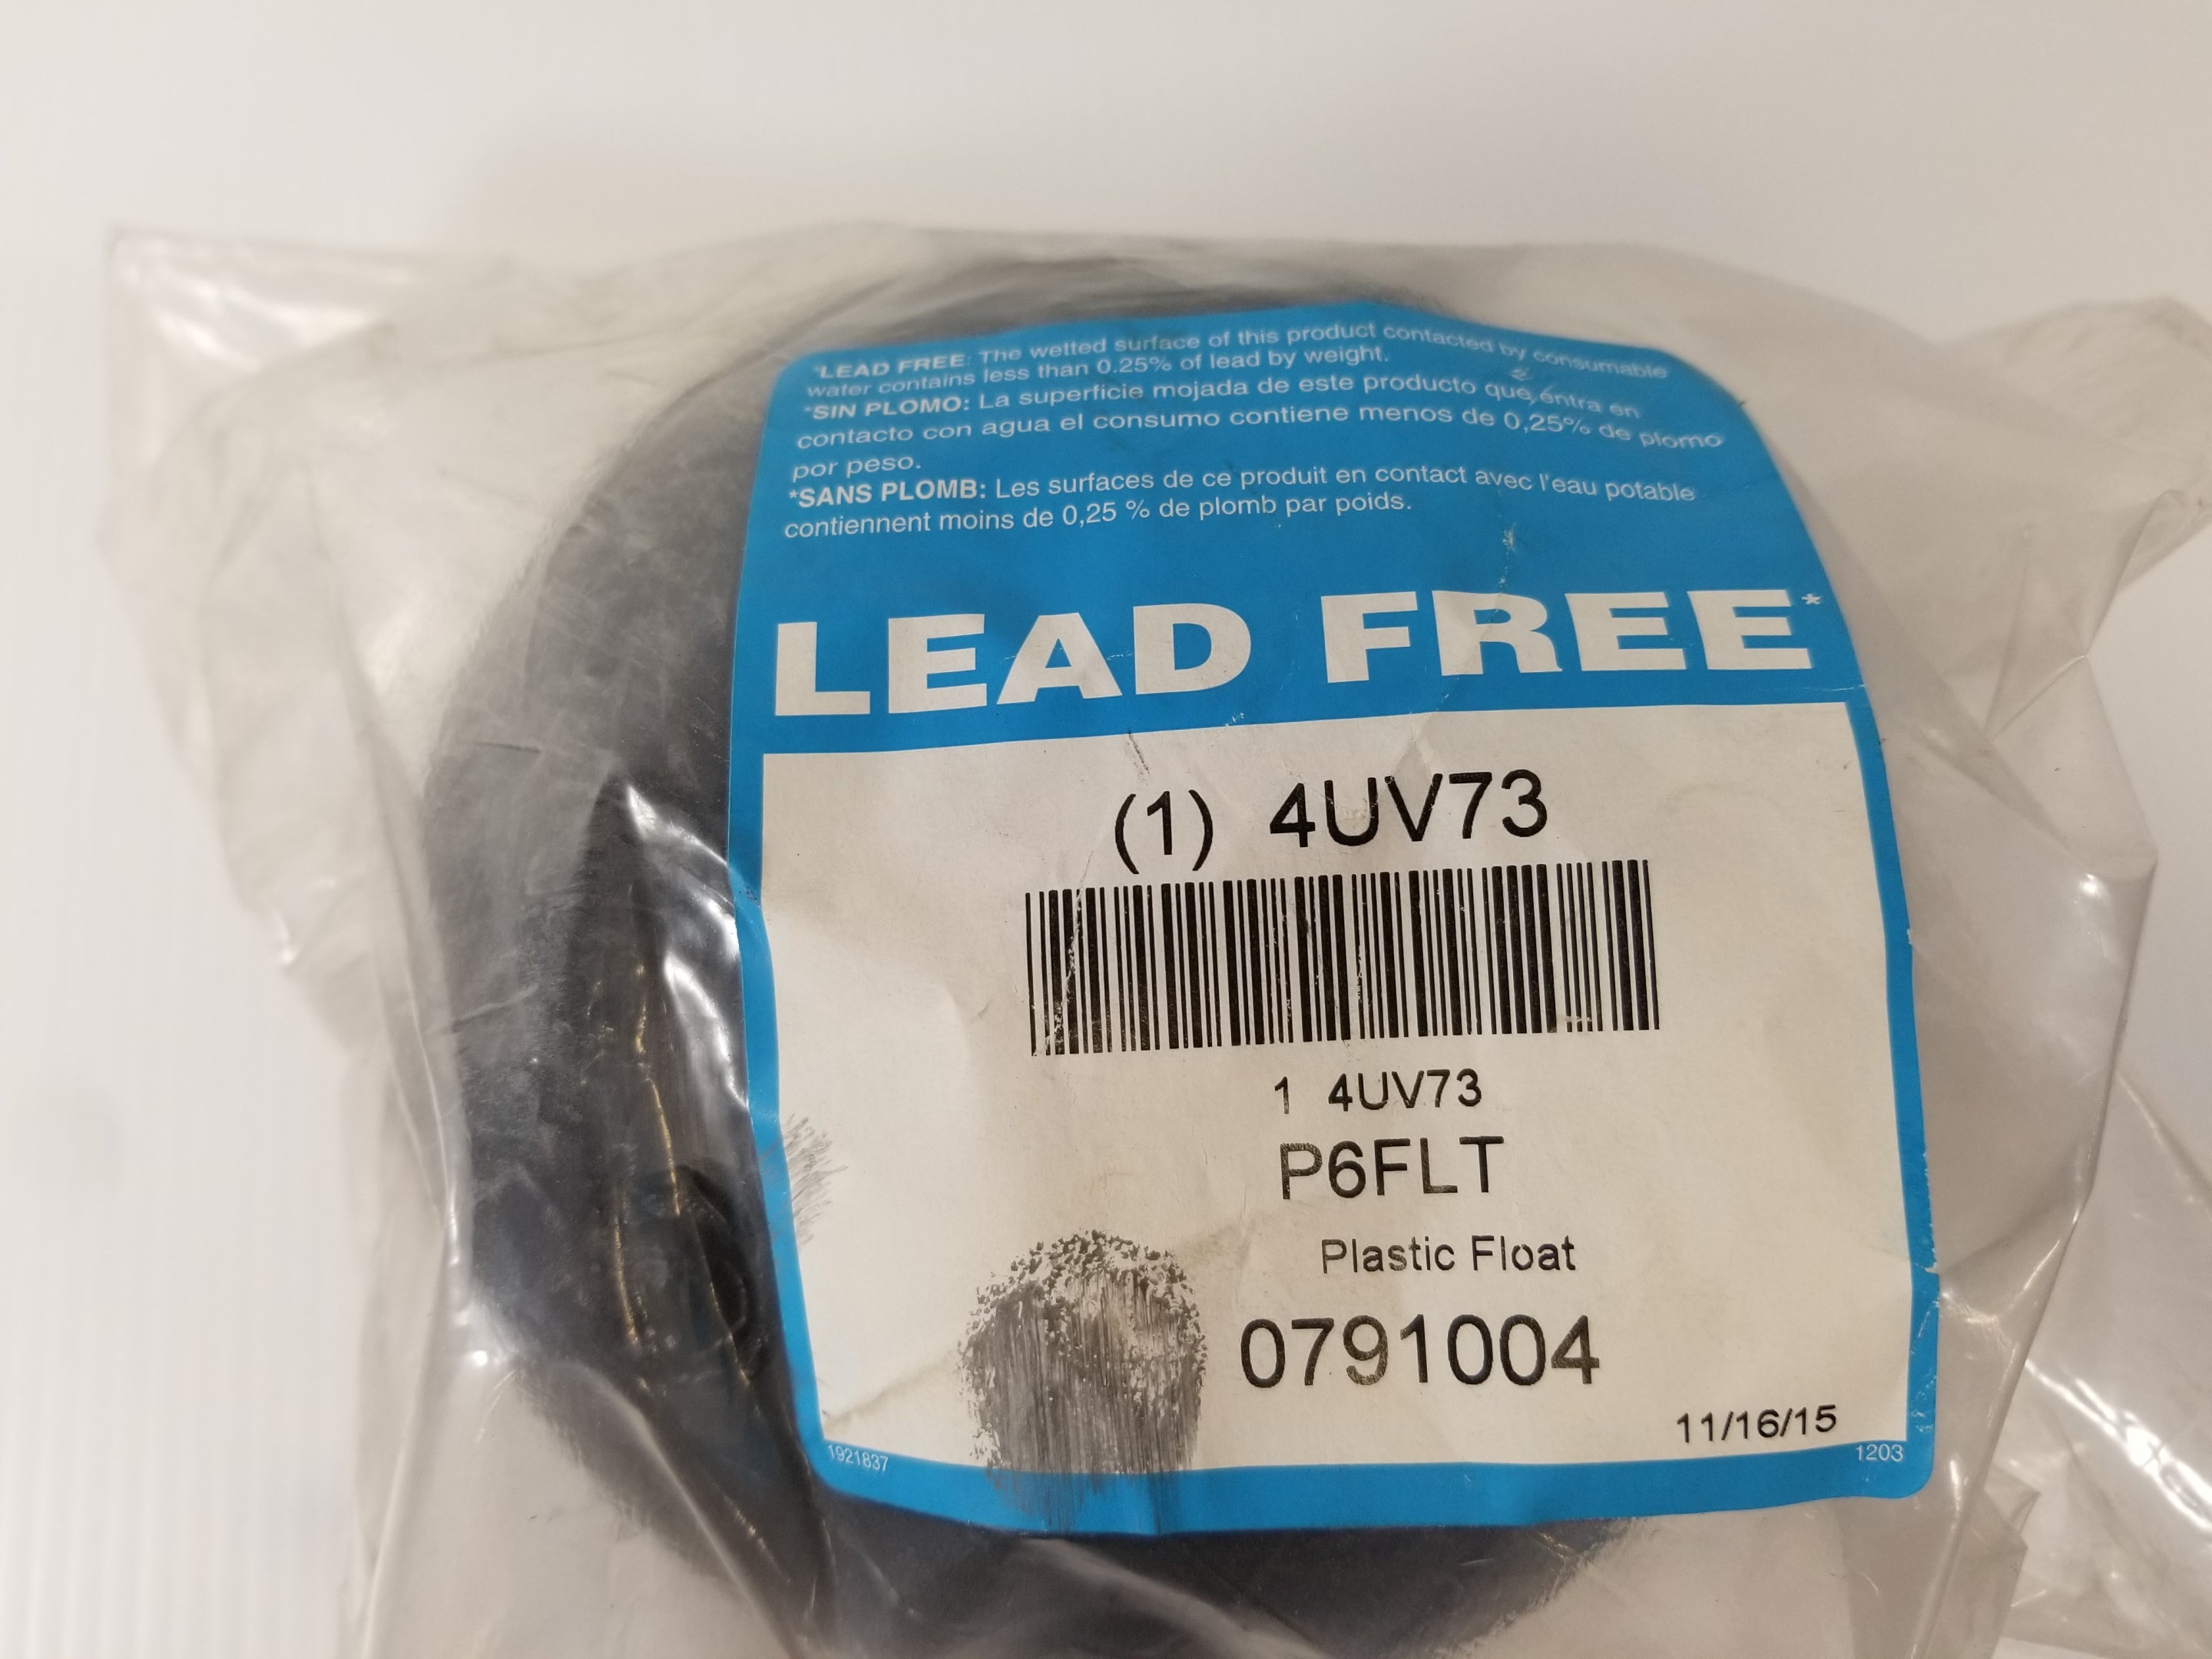 *LEAD FREE: The wetted surface of this product contacted by consumable
water contains less than 0.25% of lead by weight.
*SIN PLOMO: La superficie mojada de este producto que éntra en
contacto con agua el consumo contiene menos de 0,25% de plomo
por peso.
*SANS PLOMB: Les surfaces de ce produit en contact avec l'eau potable
contiennent moins de 0,25 % de plomb par poids.
LEAD FREE*
(1) 4UV73
1 4UV73
P6FLT
Plastic Float
0791004
11/16/15
1921837
1203